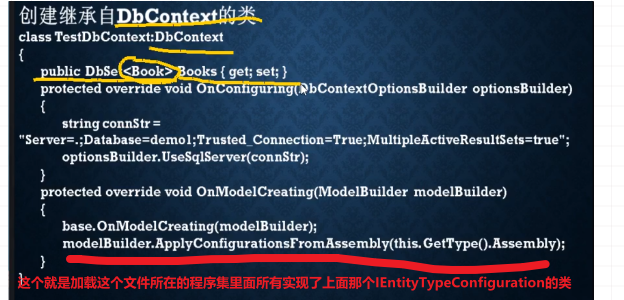 创建继承自DbContext的类
class TestDbContext:DbContext
{
public DbSet<Book> Books { get; set; }
protected override void OnConfiguring(DbContextOptionsBuilder optionsBuilder)
{
string connStr =
"Server=.;Database=demo1;Trusted_Connection=True;MultipleActiveResultSets=true";
optionsBuilder.UseSqlServer(connStr);
}
protected override void OnModelCreating(ModelBuilder modelBuilder)
{
base.OnModelCreating(modelBuilder);
modelBuilder.ApplyConfigurationsFromAssembly(this.GetType().Assembly);
}
}
这个就是加载这个文件所在的程序集里面所有实现了上面那个IEntityTypeConfiguration的类